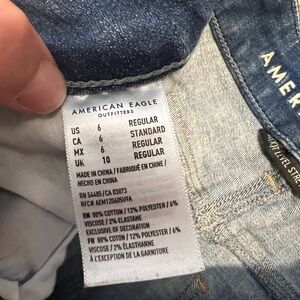 AMERICAN EAGLE
OUTFITTERS
US 6 REGULAR
CA 6 STANDARD
MX 6 REGULAR
UK 10 REGULAR
MADE IN CHINA / FABRIQUÉ EN CHINE /
HECHO EN CHINA
RN 54485/CA 03073
EN 80% COTTON / 12% POLYESTER / 6%
VISCOSE / 2% ELASTANE
EXCLUSIVE OF DECORATION
FR 80% COTON / 12% POLYESTER / 6%
VISCOSE / 2% ÉLASTHANNE
À L'EXCEPTION DE LA GARNITURE
AMER
LEVEL STR